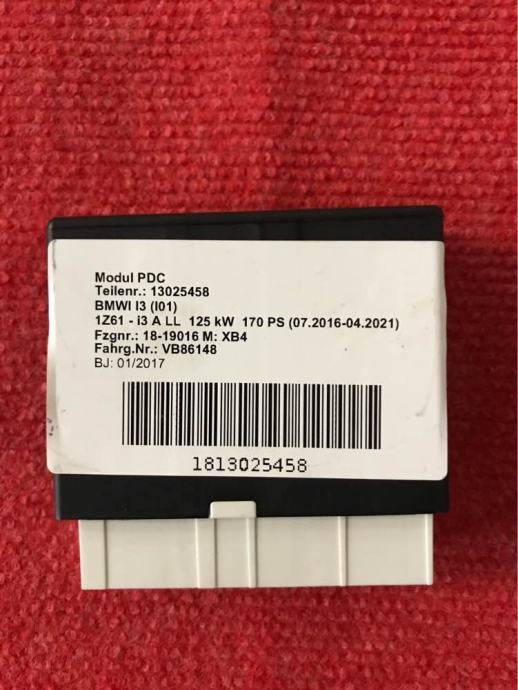 Modul PDC
Teilenr.: 13025458
BMWI I3 (I01)
1Z61 - i3 A LL 125 kW 170 PS (07.2016-04.2021)
Fzgnr.: 18-19016 M: XB4
Fahrg.Nr.: VB86148
BJ: 01/2017
1813025458